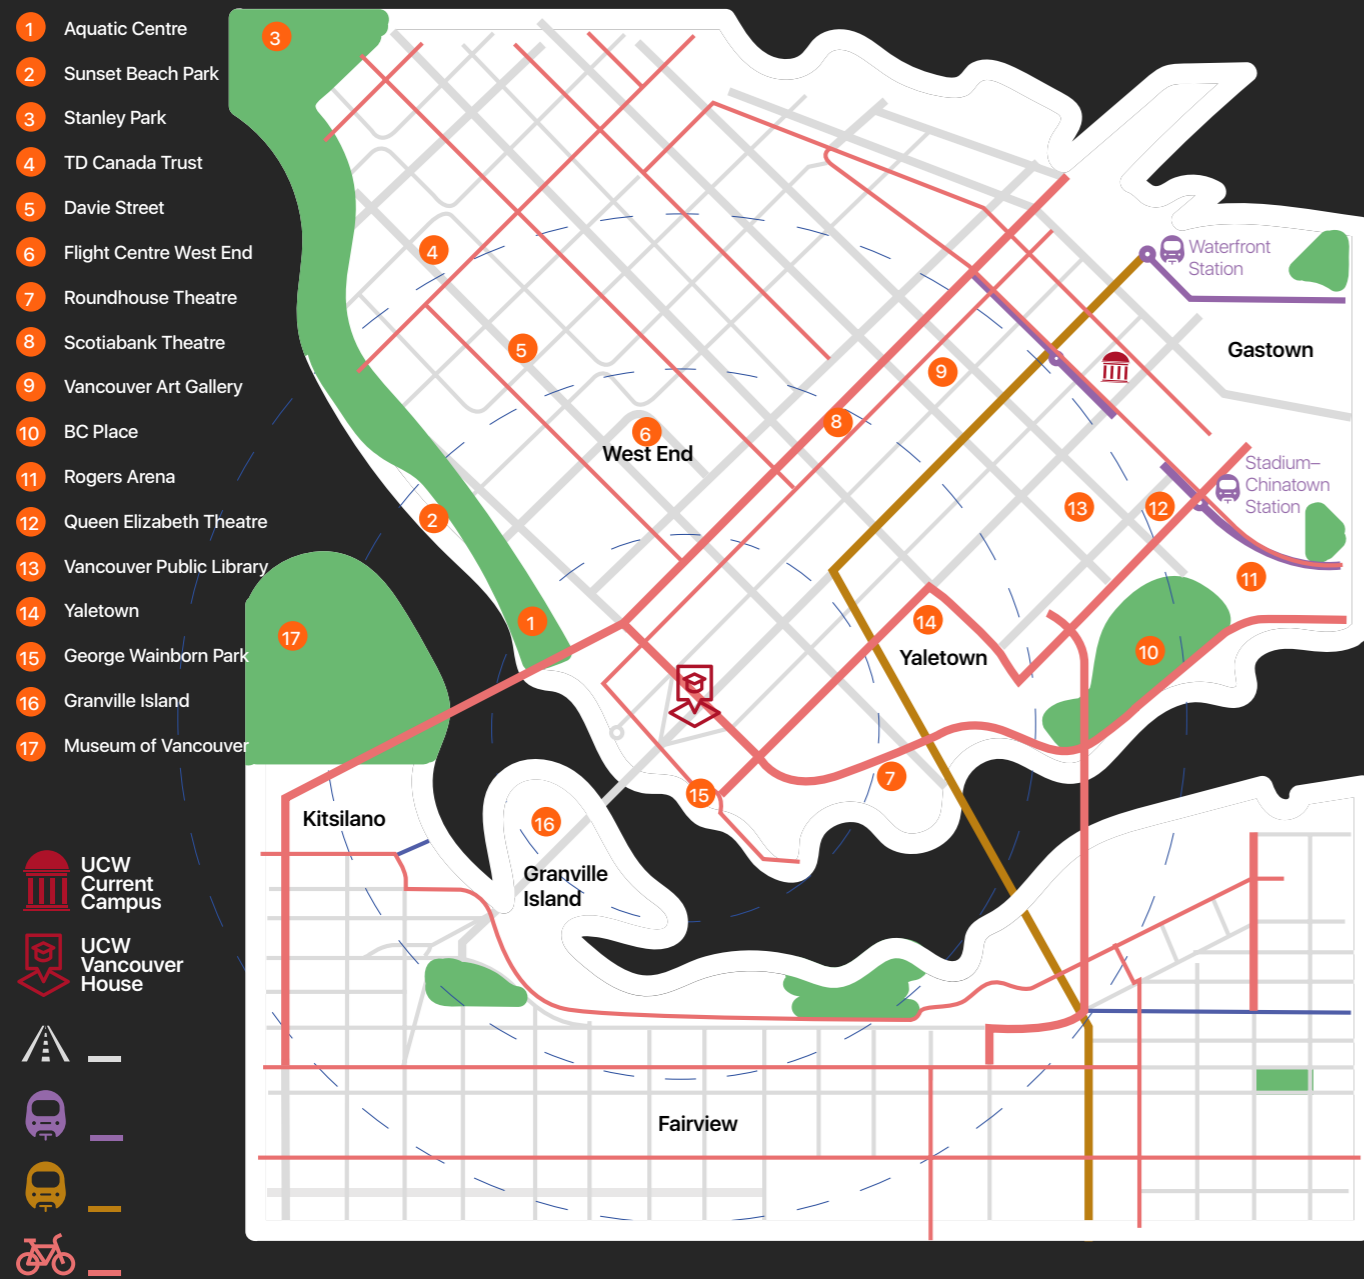 1 Aquatic Centre
2 Sunset Beach Park
3 Stanley Park
4 TD Canada Trust
5 Davie Street
6 Flight Centre West End
7 Roundhouse Theatre
8 Scotiabank Theatre
9 Vancouver Art Gallery
10 BC Place
11 Rogers Arena
12 Queen Elizabeth Theatre
13 Vancouver Public Library
14 Yaletown
15 George Wainborn Park
16 Granville Island
17 Museum of Vancouver
UCW
Current
Campus
UCW
Vancouver
House
3
Waterfront
Station
4
5
Gastown
9
8
6
West End
Stadium–
Chinatown
Station
13
12
2
11
1
14
17
10
Yaletown
7
15
Kitsilano
16
Granville
Island
Fairview